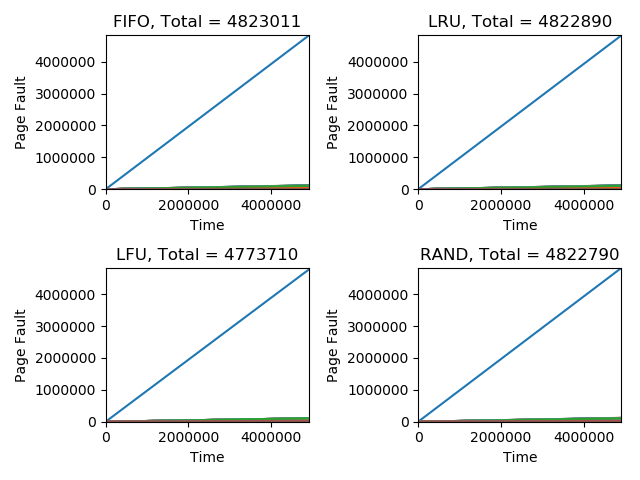 FIFO, Total = 4823011
Page Fault
4000000
3000000
2000000
1000000
0
0 2000000 4000000
Time
LRU, Total = 4822890
Page Fault
4000000
3000000
2000000
1000000
0
0 2000000 4000000
Time
LFU, Total = 4773710
Page Fault
4000000
3000000
2000000
1000000
0
0 2000000 4000000
Time
RAND, Total = 4822790
Page Fault
4000000
3000000
2000000
1000000
0
0 2000000 4000000
Time